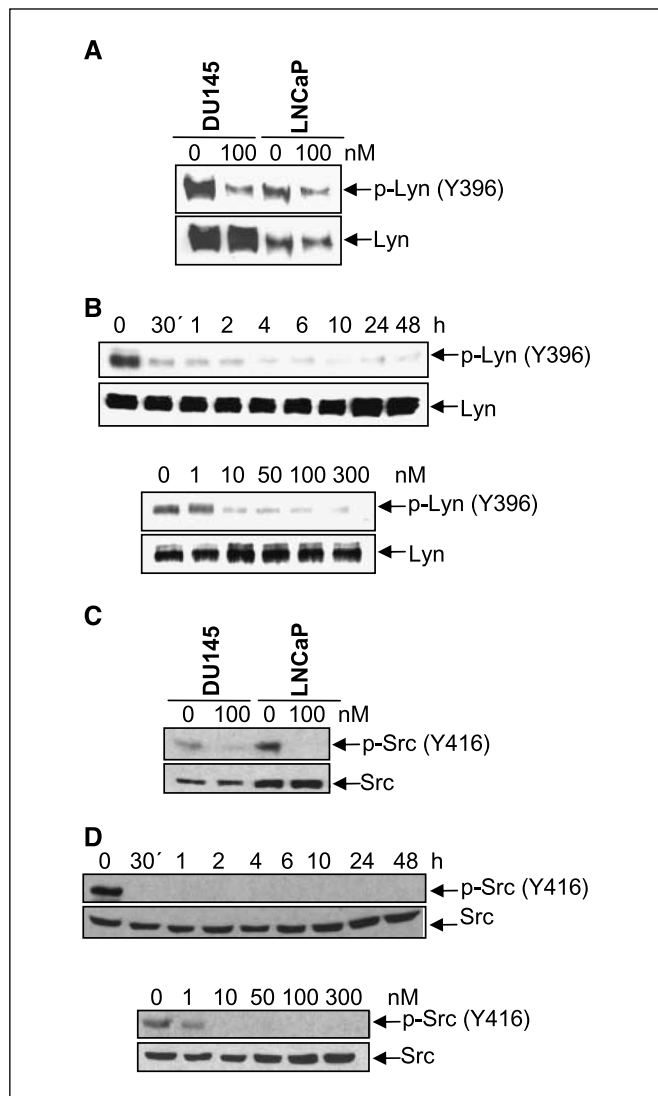 A
DU145 LNCaP
0 100 0 100 nM
p-Lyn (Y396)
Lyn
B
0 30´ 1 2 4 6 10 24 48 h
p-Lyn (Y396)
Lyn
0 1 10 50 100 300 nM
p-Lyn (Y396)
Lyn
C
DU145 LNCaP
0 100 0 100 nM
p-Src (Y416)
Src
D
0 30´ 1 2 4 6 10 24 48 h
p-Src (Y416)
Src
0 1 10 50 100 300 nM
p-Src (Y416)
Src